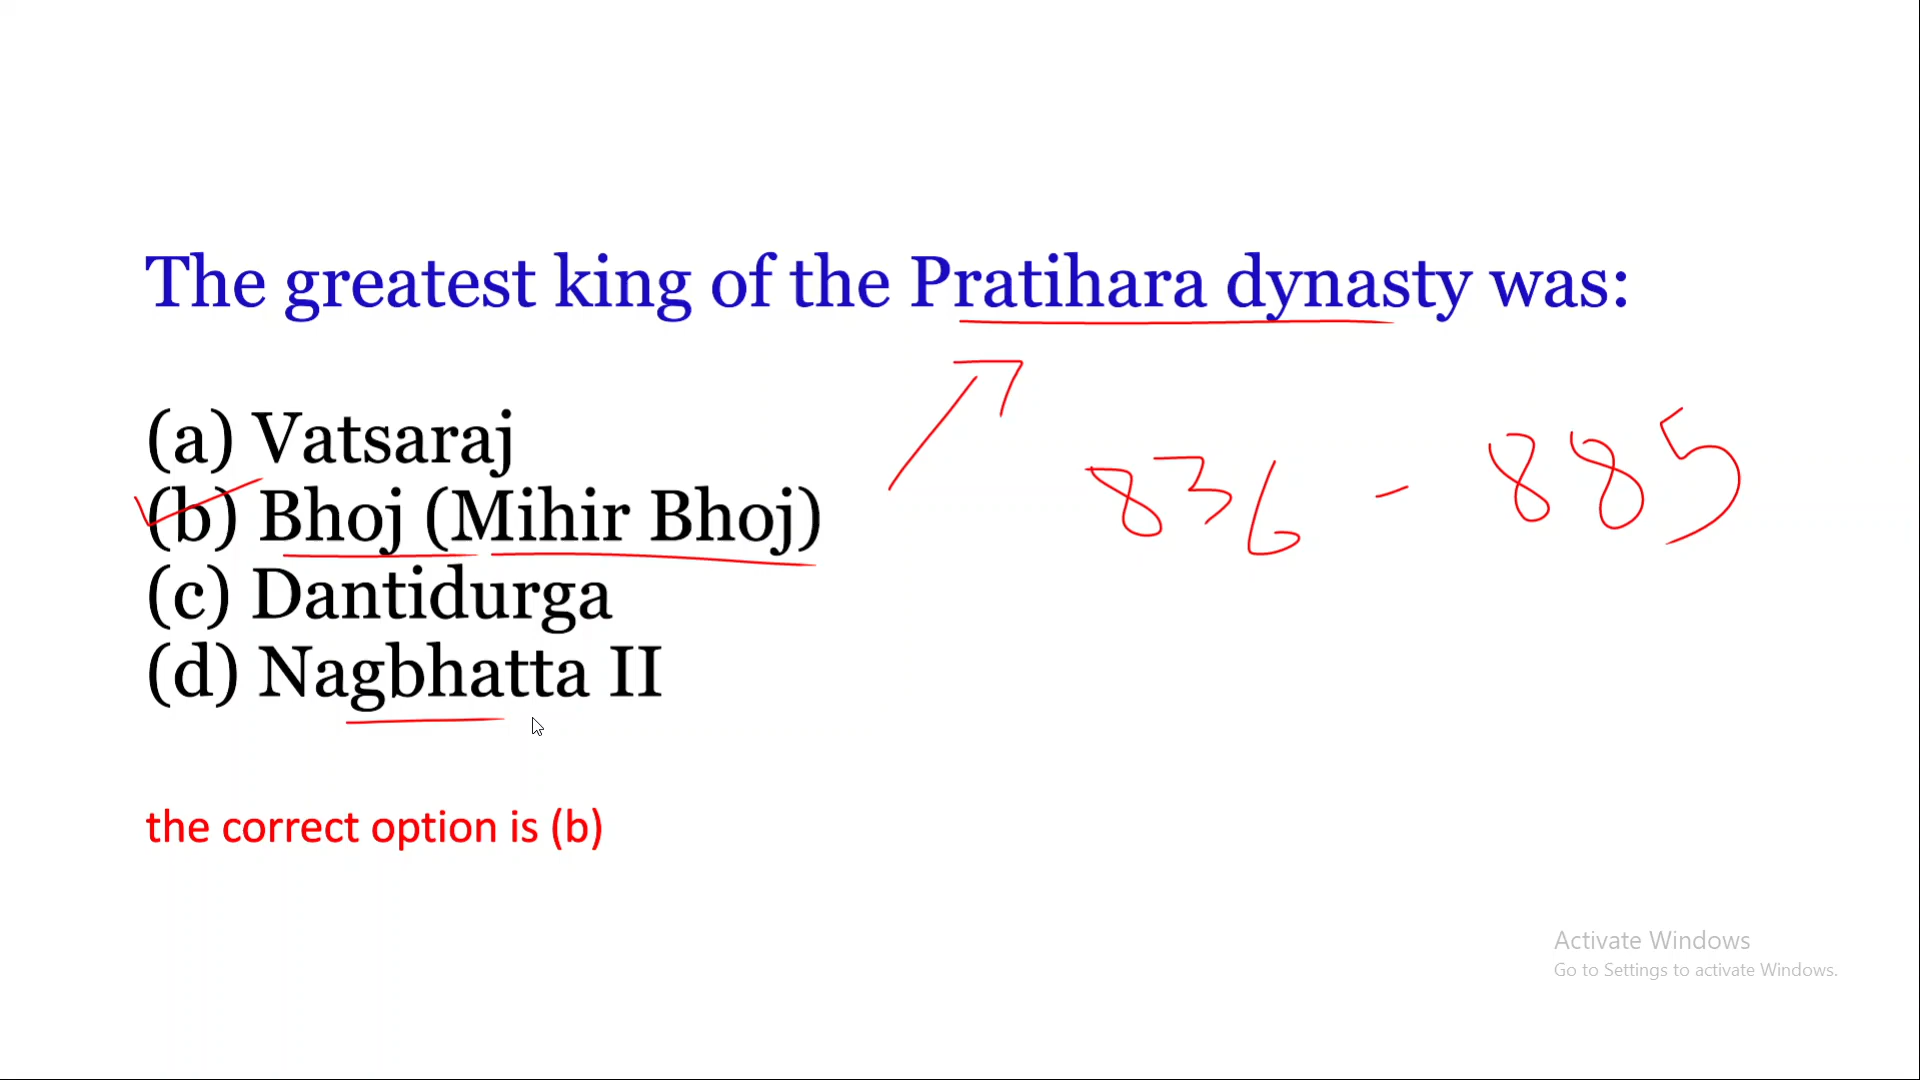 The greatest king of the Pratihara dynasty was:
(a) Vatsaraj
(b) Bhoj (Mihir Bhoj)
836 - 885
(c) Dantidurga
(d) Nagbhatta II
the correct option is (b)
Activate Windows
Go to Settings to activate Windows.